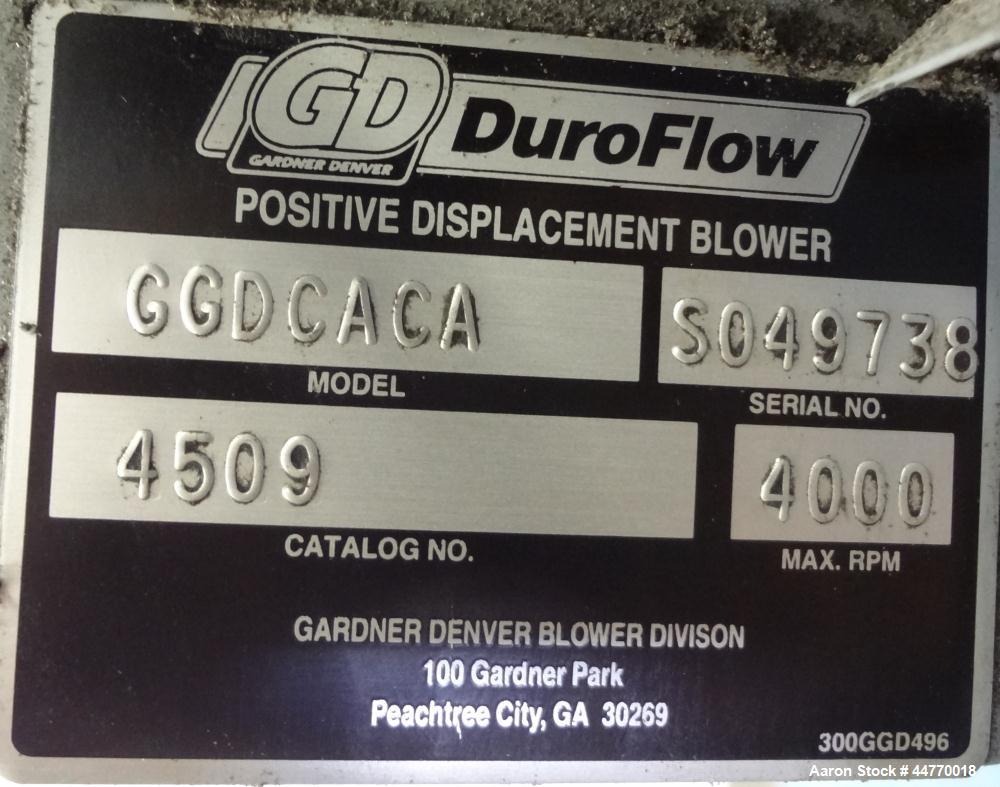 GD DuroFlow
GARDNER DENVER
POSITIVE DISPLACEMENT BLOWER
GGDCACA S049738
MODEL SERIAL NO.
4509 4000
CATALOG NO. MAX. RPM
GARDNER DENVER BLOWER DIVISON
100 Gardner Park
Peachtree City, GA 30269
300GGD496
Aaron Stock # 44770018